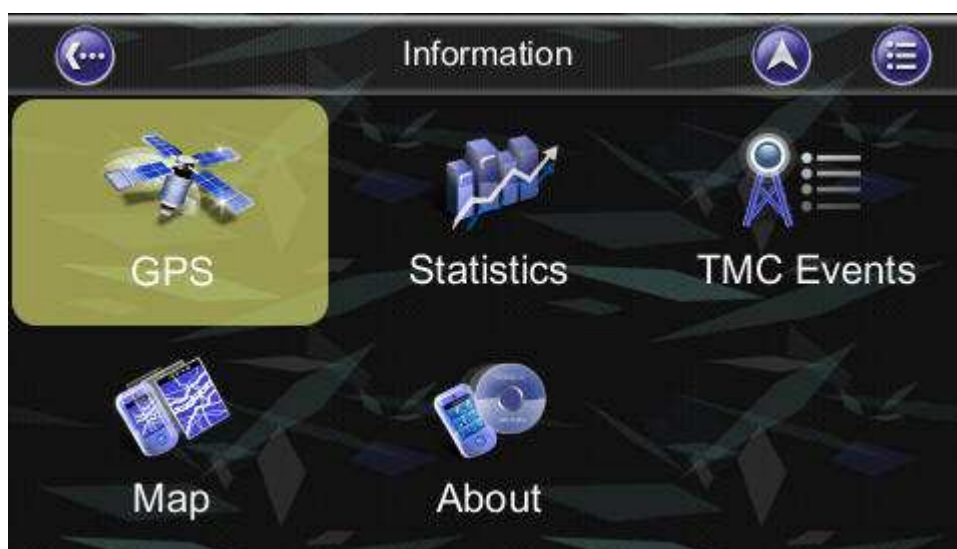 Information
GPS
Statistics
TMC Events
Map
About